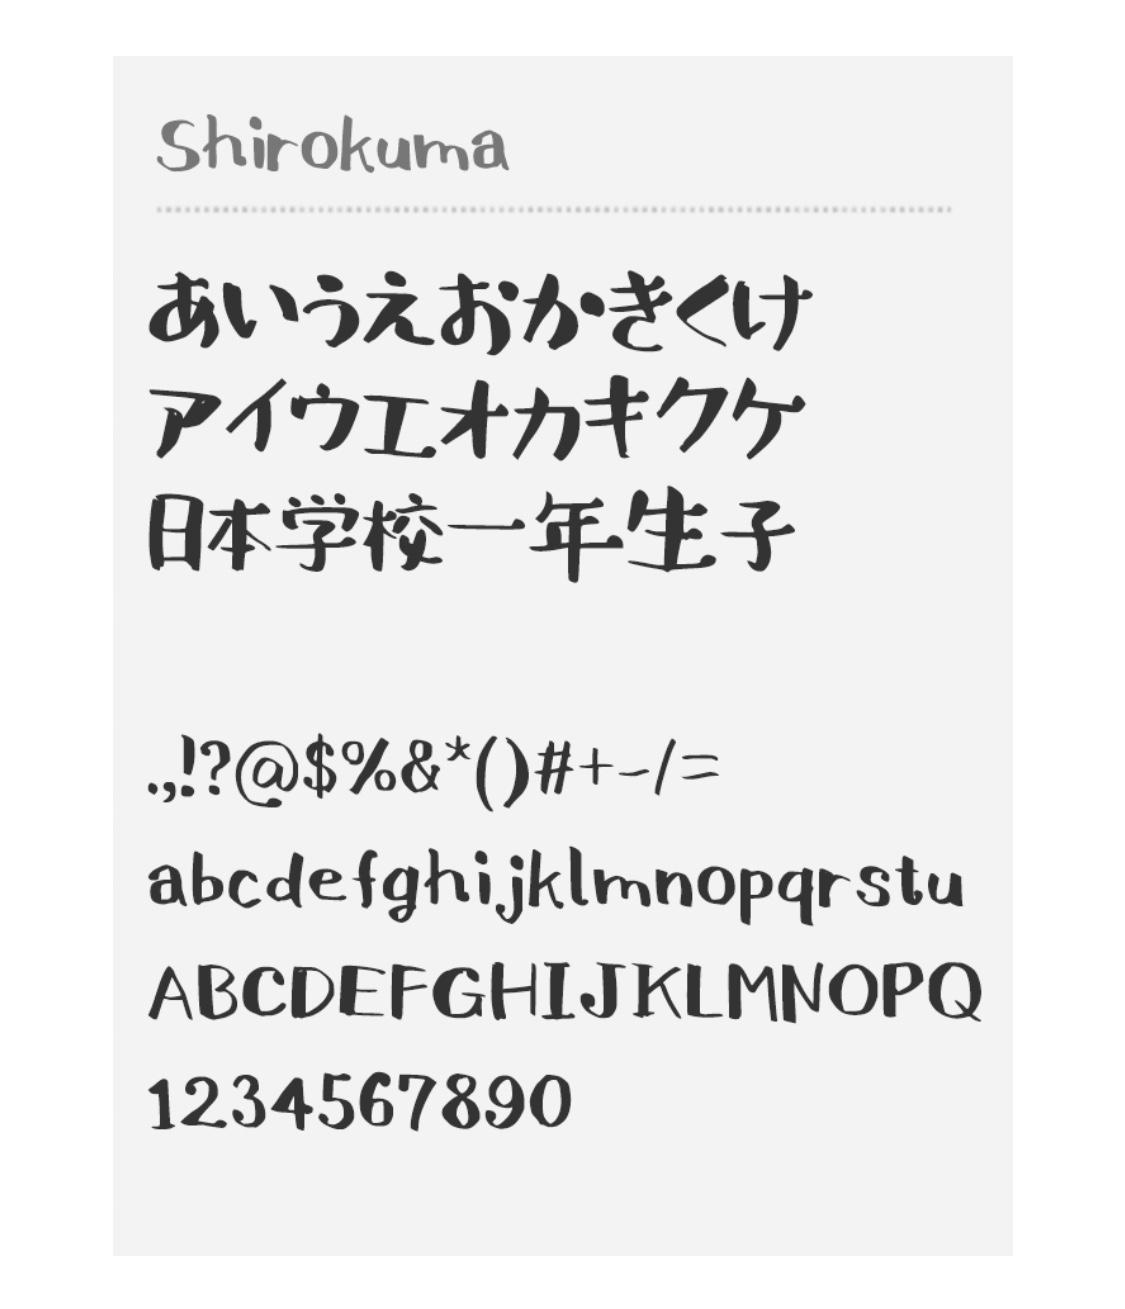 Shirokuma
あいうえおかきくけ
アイウエオカキクケ
日本学校一年生子
.,!?@$%&*()#+-/=
abcdefghijklmnopqrstu
ABCDEFGHIJKLMNOPQ
1234567890